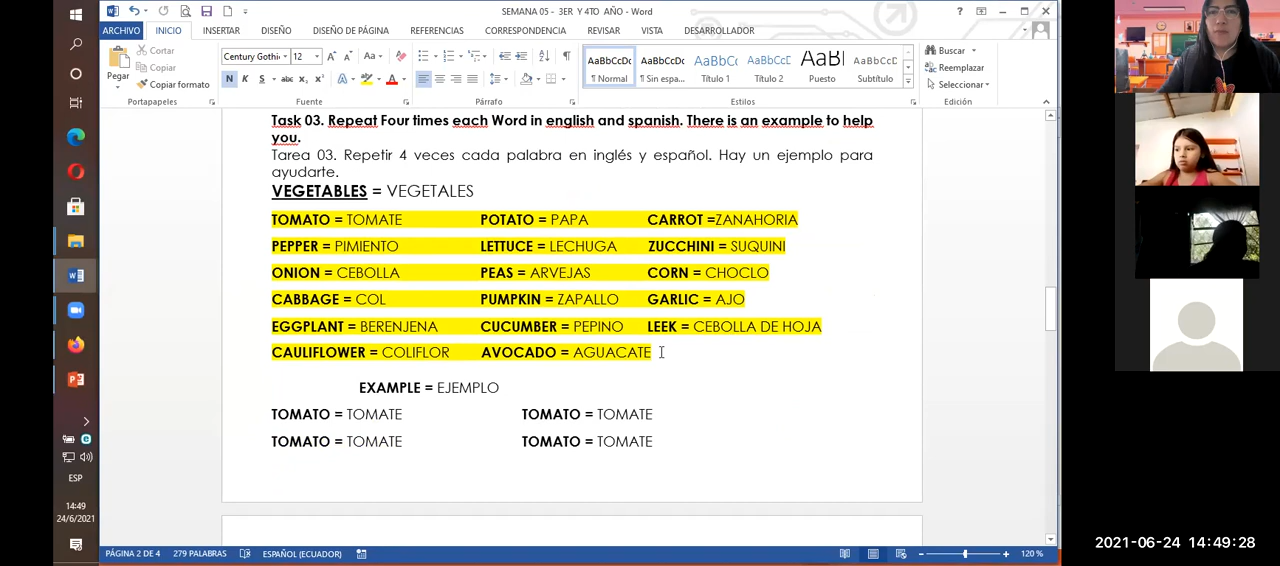 SEMANA 05 - 3ER Y 4TO AÑO - Word
ARCHIVO INICIO INSERTAR DISEÑO DISEÑO DE PÁGINA REFERENCIAS CORRESPONDENCIA REVISAR VISTA DESARROLLADOR
Pegar
Cortar
Copiar
Copiar formato
Portapapeles
Century Gothi 12
N K S abc x₂ x²
Fuente
Párrafo
AaBbCcDc AaBbCcDc AaBbCc AaBbCcD AaBl AaBbCcDc
¶ Normal ¶ Sin espa... Título 1 Título 2 Puesto Subtítulo
Estilos
Buscar
Reemplazar
Seleccionar
Edición
Task 03. Repeat Four times each Word in english and spanish. There is an example to help
you.
Tarea 03. Repetir 4 veces cada palabra en inglés y español. Hay un ejemplo para
ayudarte.
VEGETABLES = VEGETALES
TOMATO = TOMATE POTATO = PAPA CARROT =ZANAHORIA
PEPPER = PIMIENTO LETTUCE = LECHUGA ZUCCHINI = SUQUINI
ONION = CEBOLLA PEAS = ARVEJAS CORN = CHOCLO
CABBAGE = COL PUMPKIN = ZAPALLO GARLIC = AJO
EGGPLANT = BERENJENA CUCUMBER = PEPINO LEEK = CEBOLLA DE HOJA
CAULIFLOWER = COLIFLOR AVOCADO = AGUACATE
EXAMPLE = EJEMPLO
TOMATO = TOMATE TOMATO = TOMATE
TOMATO = TOMATE TOMATO = TOMATE
PÁGINA 2 DE 4 279 PALABRAS ESPAÑOL (ECUADOR) 120 %
ESP
14:49
24/6/2021
2021-06-24 14:49:28